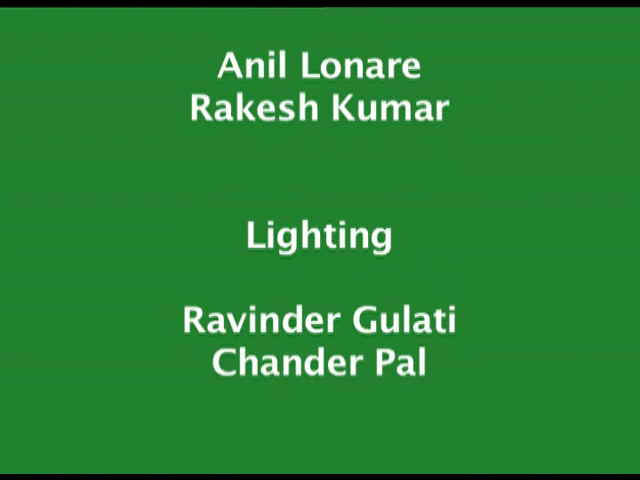 Anil Lonare
Rakesh Kumar
Lighting
Ravinder Gulati
Chander Pal